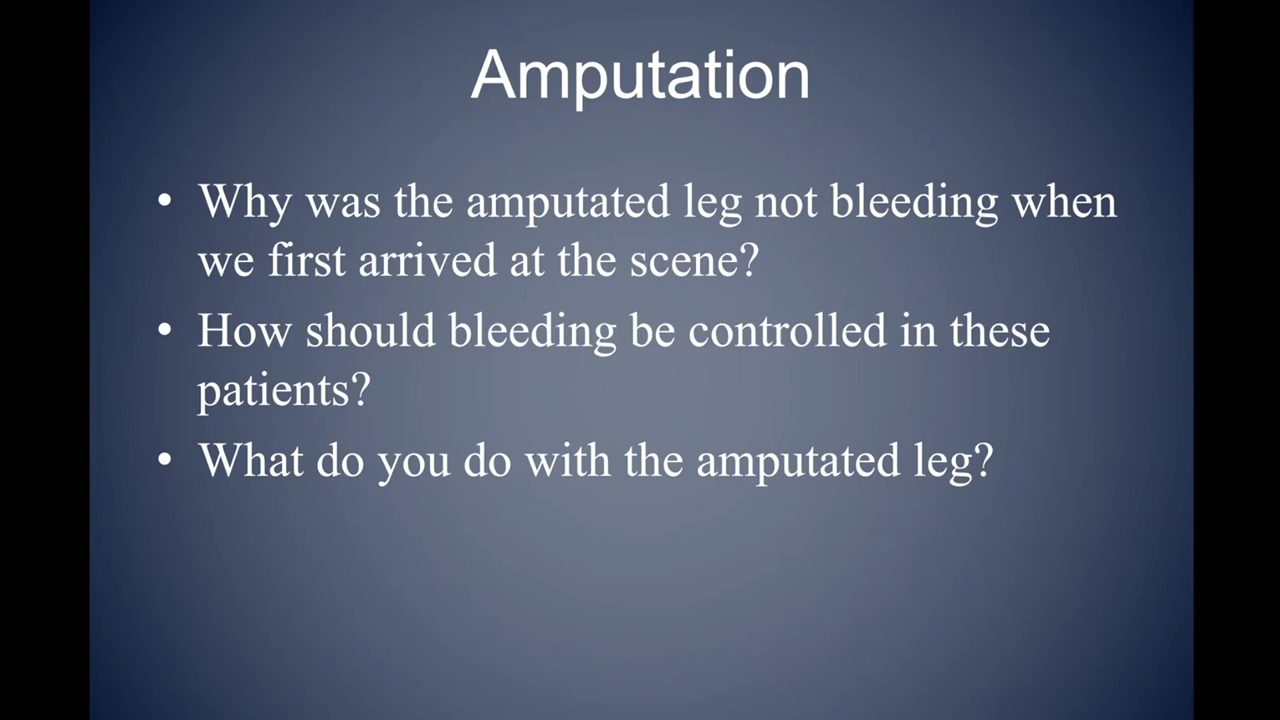 Amputation
• Why was the amputated leg not bleeding when
we first arrived at the scene?
• How should bleeding be controlled in these
patients?
• What do you do with the amputated leg?